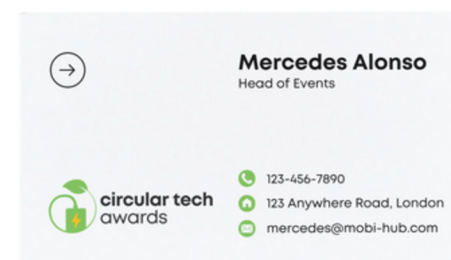 Mercedes Alonso
Head of Events
circular tech
awards
123-456-7890
123 Anywhere Road, London
mercedes@mobi-hub.com